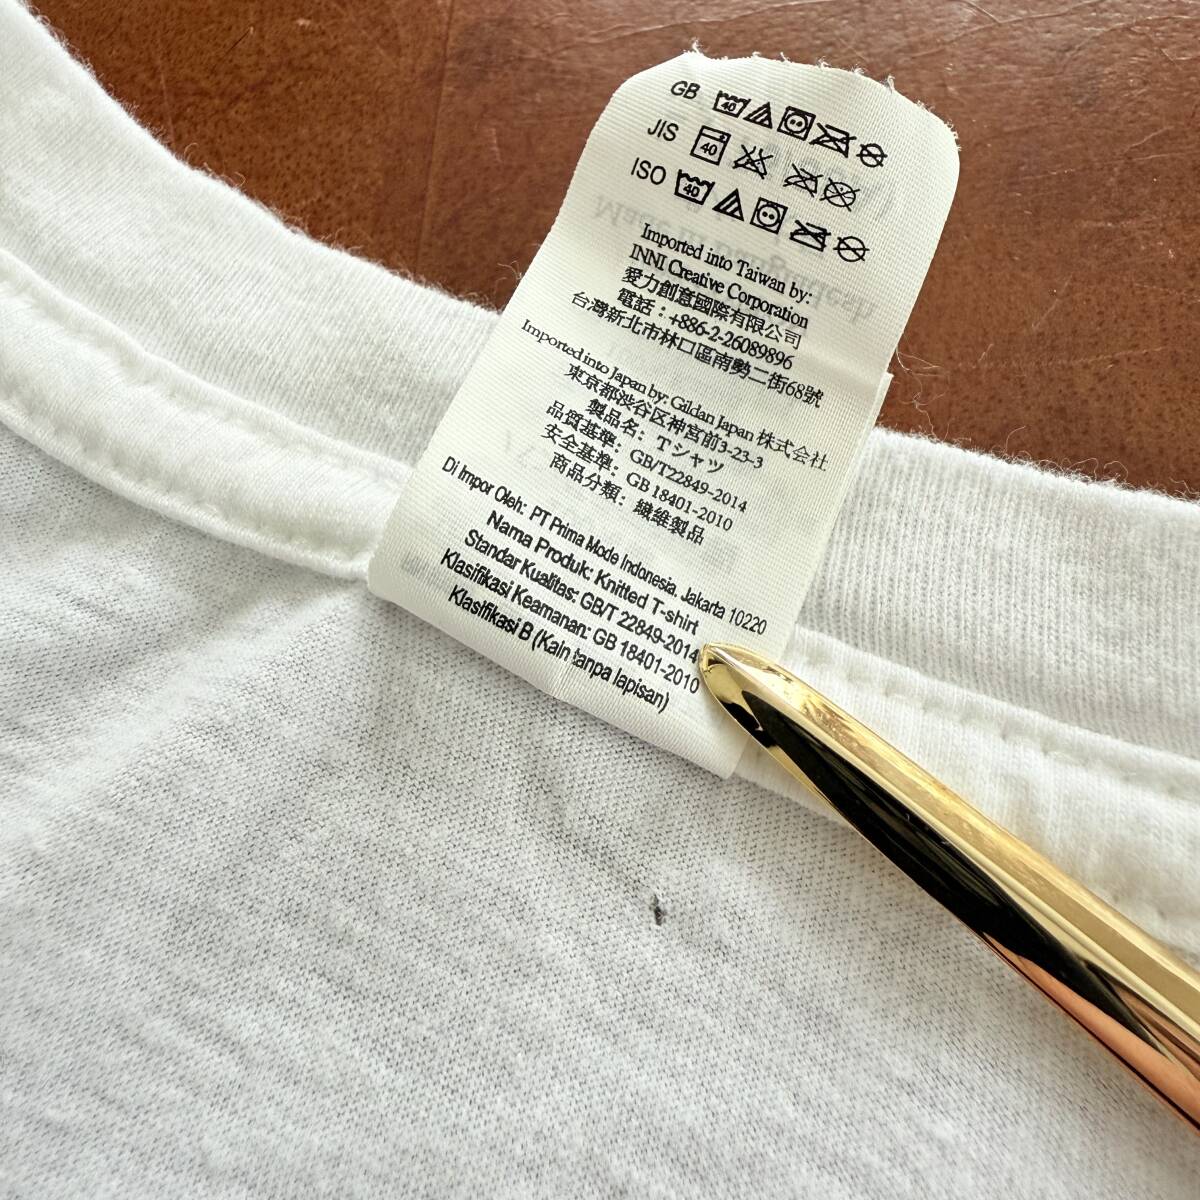 GB 40
JIS 40
ISO 40
Imported into Taiwan by:
INNI Creative Corporation
愛力創意國際有限公司
電話：+886-2-26089896
台灣新北市林口區南勢二街68號
Imported into Japan by: Gildan Japan 株式会社
東京都渋谷区神宮前3-23-3
製品名: Tシャツ
品質基準: GB/T22849-2014
安全基準: GB 18401-2010
商品分類: 繊維製品
Di Impor Oleh: PT Prima Mode Indonesia, Jakarta 10220
Nama Produk: Knitted T-shirt
Standar Kualitas: GB/T 22849-2014
Klasifikasi Keamanan: GB 18401-2010
Klasifikasi B (Kain tanpa lapisan)